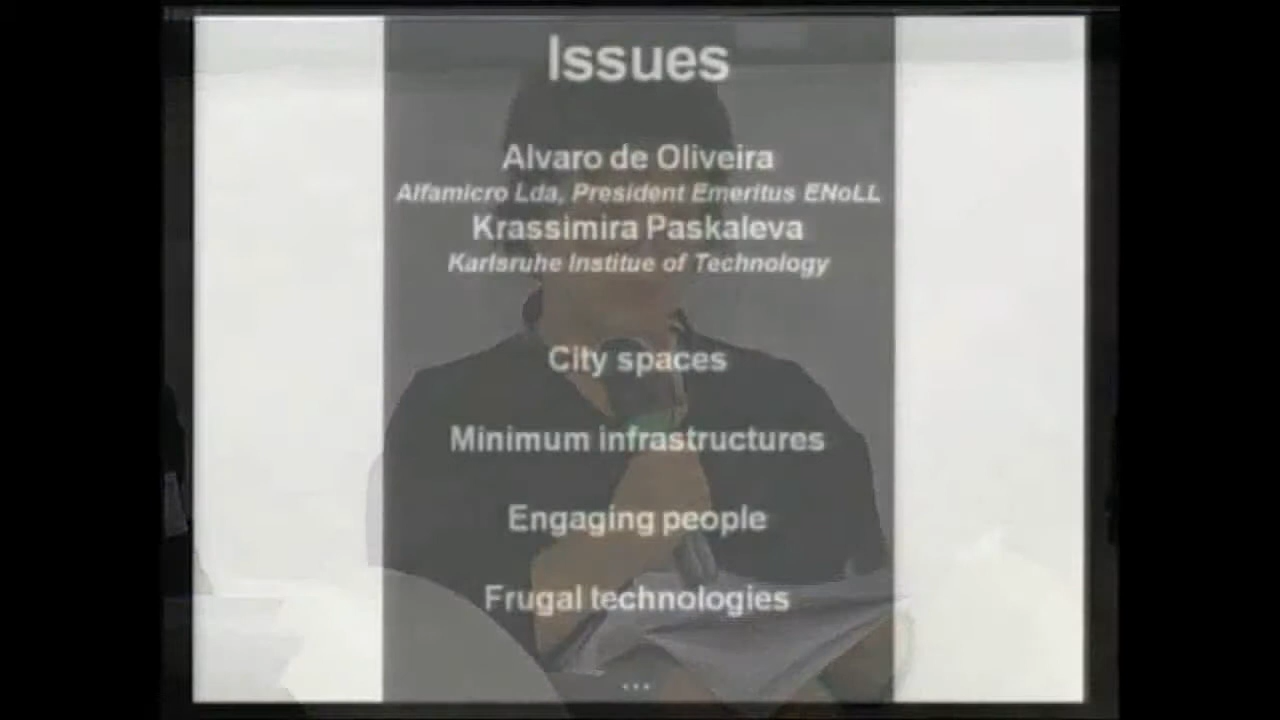 Issues
Alvaro de Oliveira
Alfamicro Lda, President Emeritus ENoLL
Krassimira Paskaleva
Karlsruhe Institue of Technology
City spaces
Minimum infrastructures
Engaging people
Frugal technologies
...